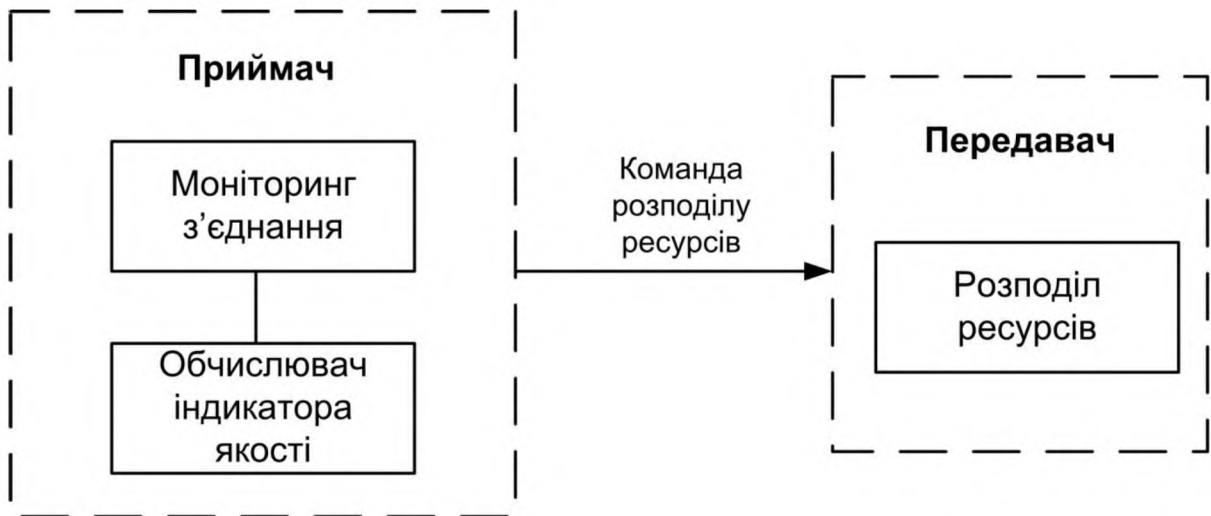 Приймач
Моніторинг
з’єднання
Обчислювач
індикатора
якості
Команда
розподілу
ресурсів
Передавач
Розподіл
ресурсів